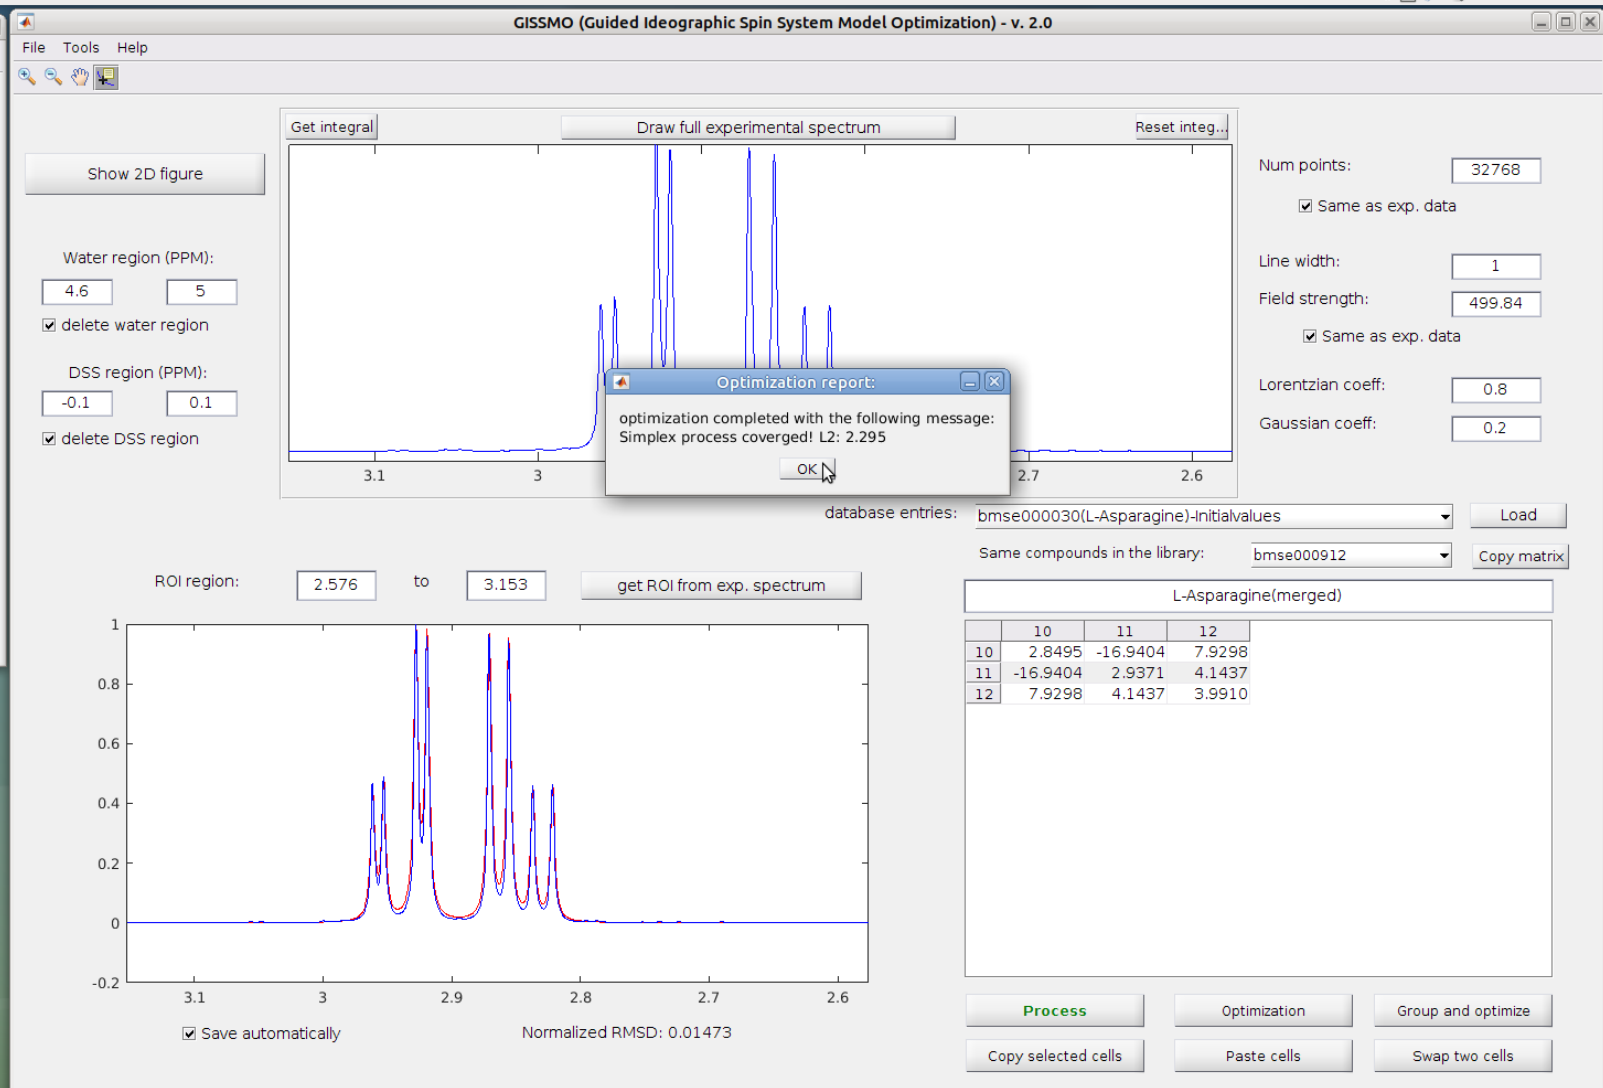 GISSMO (Guided Ideographic Spin System Model Optimization) - v. 2.0
File Tools Help
Get integral Draw full experimental spectrum Reset integ...
Show 2D figure
Num points: 32768
Same as exp. data
Water region (PPM):
4.6 5
delete water region
Line width: 1
Field strength: 499.84
Same as exp. data
DSS region (PPM):
-0.1 0.1
delete DSS region
Lorentzian coeff: 0.8
Gaussian coeff: 0.2
Optimization report:
optimization completed with the following message:
Simplex process coverged! L2: 2.295
OK
3.1 3 2.7 2.6
database entries: bmse000030(L-Asparagine)-Initialvalues Load
Same compounds in the library: bmse000912 Copy matrix
ROI region: 2.576 to 3.153 get ROI from exp. spectrum
L-Asparagine(merged)
10 11 12
10 2.8495 -16.9404 7.9298
11 -16.9404 2.9371 4.1437
12 7.9298 4.1437 3.9910
1
0.8
0.6
0.4
0.2
0
-0.2
3.1 3 2.9 2.8 2.7 2.6
Save automatically Normalized RMSD: 0.01473
Process Optimization Group and optimize
Copy selected cells Paste cells Swap two cells